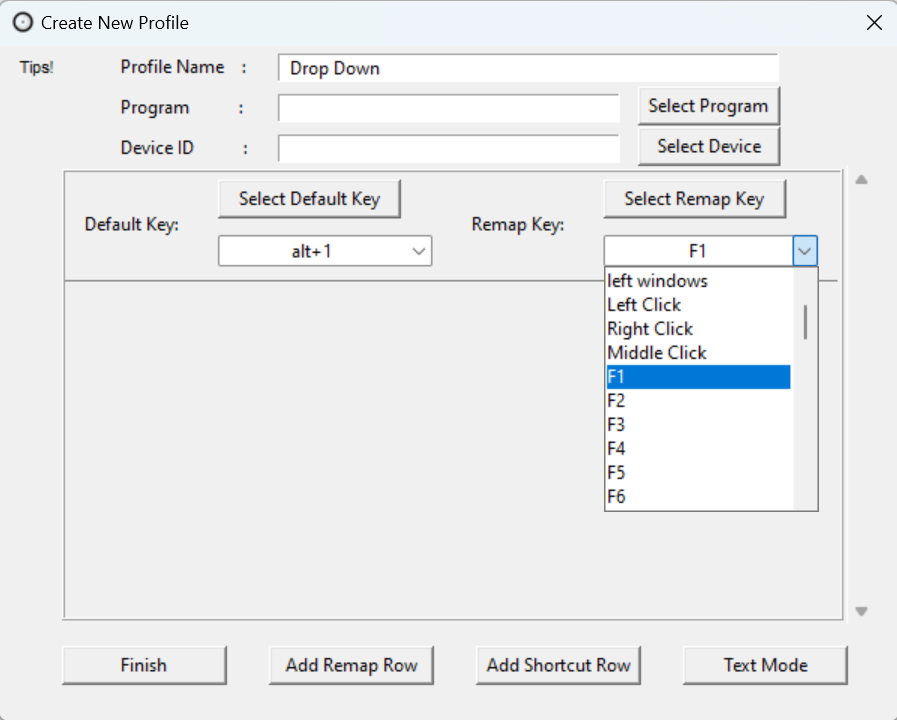 Create New Profile
Tips!
Profile Name :
Drop Down
Program :
Select Program
Device ID :
Select Device
Default Key:
Select Default Key
alt+1
Remap Key:
Select Remap Key
F1
left windows
Left Click
Right Click
Middle Click
F1
F2
F3
F4
F5
F6
Finish
Add Remap Row
Add Shortcut Row
Text Mode